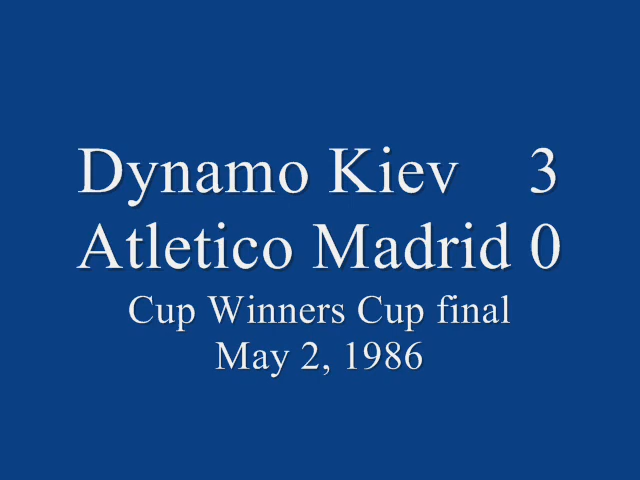 Dynamo Kiev 3
Atletico Madrid 0
Cup Winners Cup final
May 2, 1986